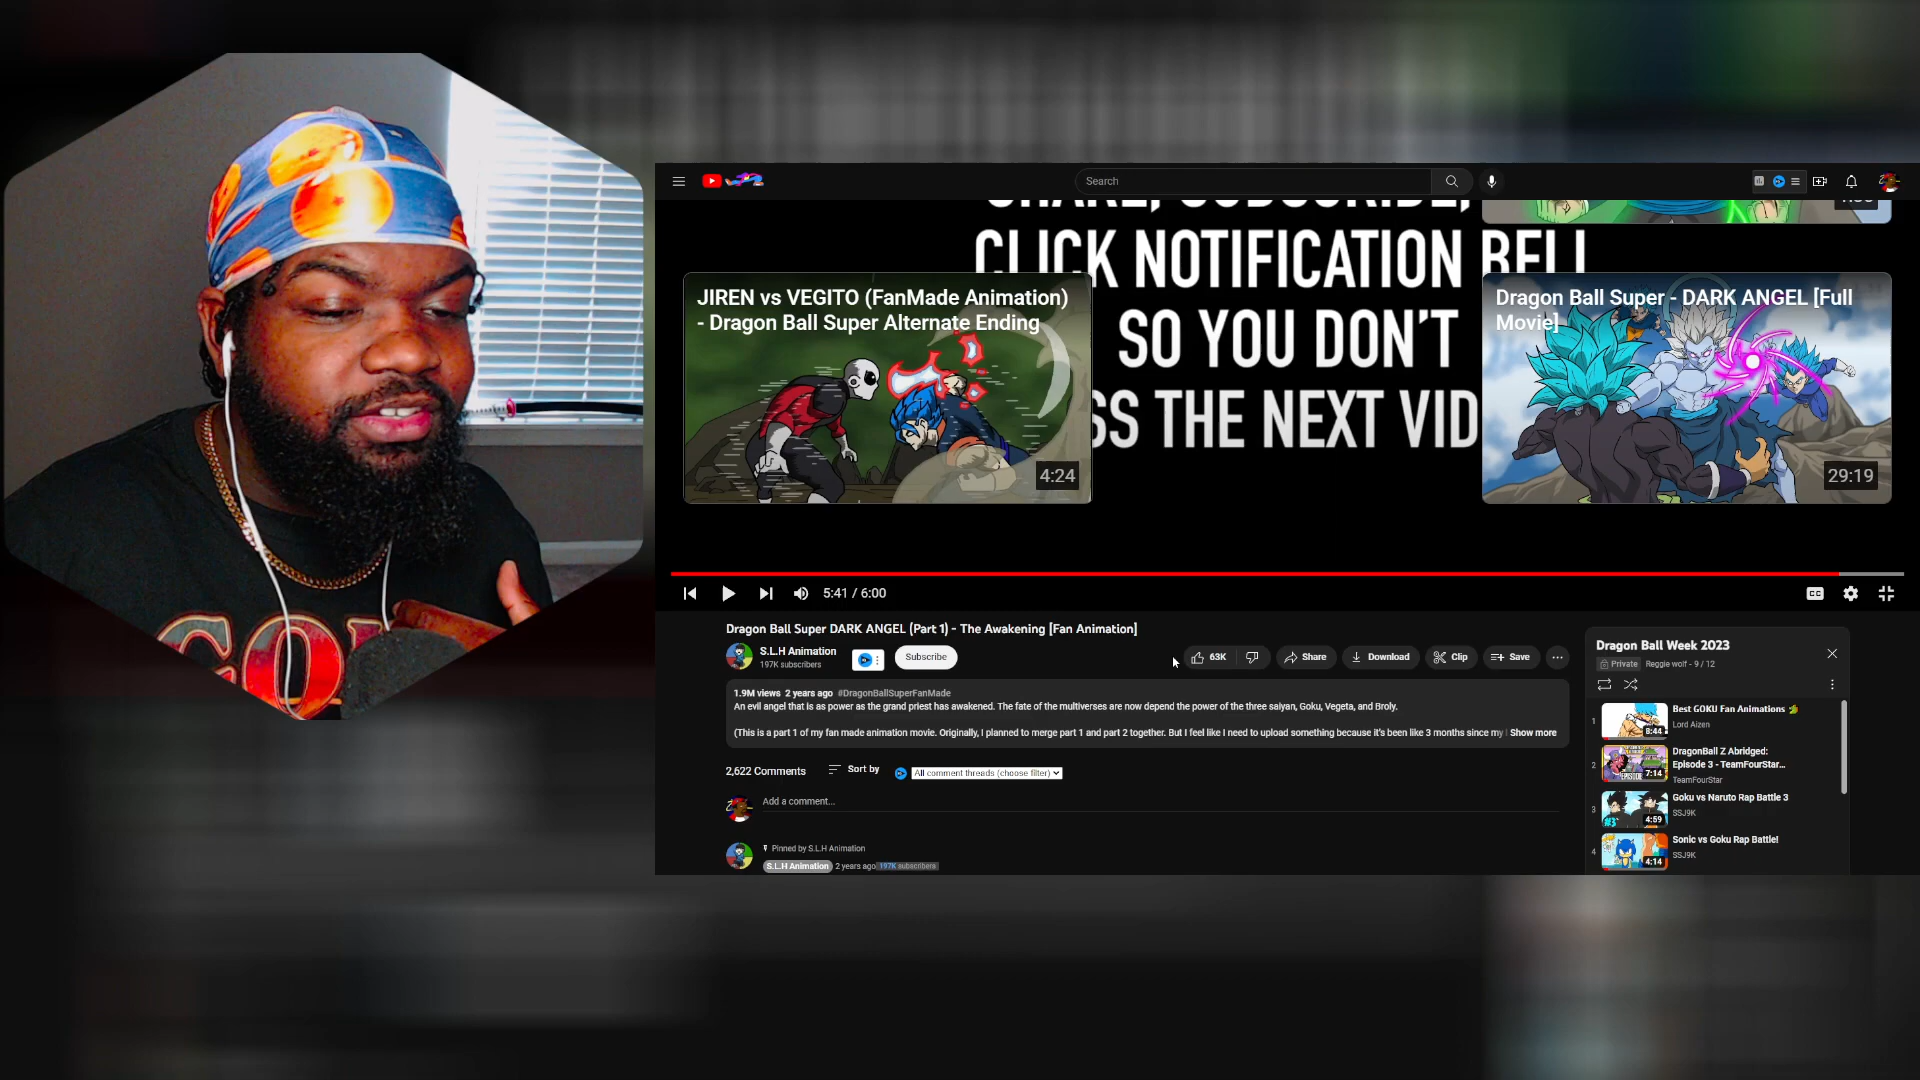 Search
SHARE, SUBSCRIBE,
CLICK NOTIFICATION BELL
SO YOU DON'T
SS THE NEXT VID
JIREN vs VEGITO (FanMade Animation)
- Dragon Ball Super Alternate Ending
4:24
Dragon Ball Super - DARK ANGEL [Full
Movie]
29:19
5:41 / 6:00
CC
Dragon Ball Super DARK ANGEL (Part 1) - The Awakening [Fan Animation]
S.L.H Animation
197K subscribers
Subscribe
63K
Share
Download
Clip
Save
1.9M views 2 years ago #DragonBallSuperFanMade
An evil angel that is as power as the grand priest has awakened. The fate of the multiverses are now depend the power of the three saiyan, Goku, Vegeta, and Broly.
(This is a part 1 of my fan made animation movie. Originally, I planned to merge part 1 and part 2 together. But I feel like I need to upload something because it's been like 3 months since my Show more
2,622 Comments
Sort by
All comment threads (choose filter)
Add a comment...
Pinned by S.L.H Animation
S.L.H Animation 2 years ago 197K subscribers
Dragon Ball Week 2023
Private Reggie wolf - 9 / 12
1
Best GOKU Fan Animations
Lord Aizen
8:44
2
DragonBall Z Abridged:
Episode 3 - TeamFourStar...
TeamFourStar
7:14
3
Goku vs Naruto Rap Battle 3
SSJ9K
#3
4:59
4
Sonic vs Goku Rap Battle!
SSJ9K
4:14